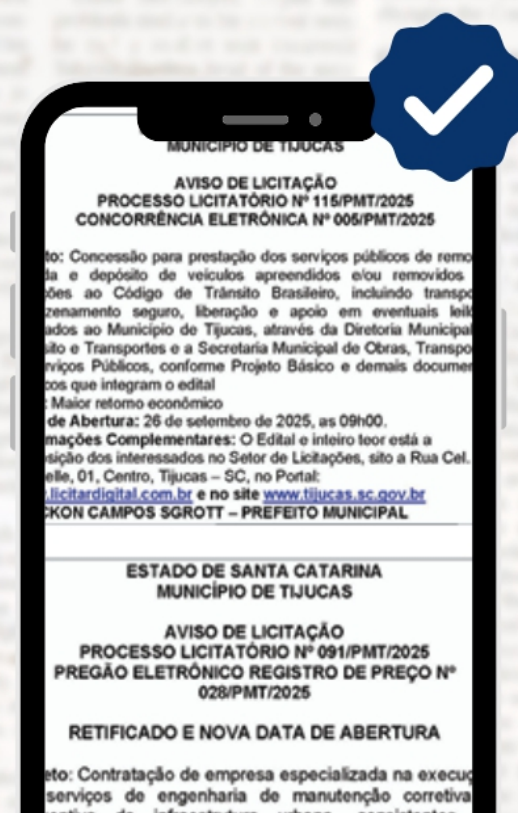 MUNICÍPIO DE TIJUCAS
AVISO DE LICITAÇÃO
PROCESSO LICITATÓRIO Nº 115/PMT/2025
CONCORRÊNCIA ELETRÔNICA Nº 005/PMT/2025
to: Concessão para prestação dos serviços públicos de remo
da e depósito de veículos apreendidos e/ou removidos
ões ao Código de Trânsito Brasileiro, incluindo transpo
zenamento seguro, liberação e apoio em eventuais leilõ
ados ao Município de Tijucas, através da Diretoria Municipal
sito e Transportes e a Secretaria Municipal de Obras, Transpo
rviços Públicos, conforme Projeto Básico e demais documen
cos que integram o edital
: Maior retorno econômico
de Abertura: 26 de setembro de 2025, as 09h00.
mações Complementares: O Edital e inteiro teor está a
sição dos interessados no Setor de Licitações, sito a Rua Cel.
elle, 01, Centro, Tijucas – SC, no Portal:
.licitardigital.com.br e no site www.tijucas.sc.gov.br
CKON CAMPOS SGROTT – PREFEITO MUNICIPAL
ESTADO DE SANTA CATARINA
MUNICÍPIO DE TIJUCAS
AVISO DE LICITAÇÃO
PROCESSO LICITATÓRIO Nº 091/PMT/2025
PREGÃO ELETRÔNICO REGISTRO DE PREÇO Nº
028/PMT/2025
RETIFICADO E NOVA DATA DE ABERTURA
eto: Contratação de empresa especializada na execuç
serviços de engenharia de manutenção corretiva